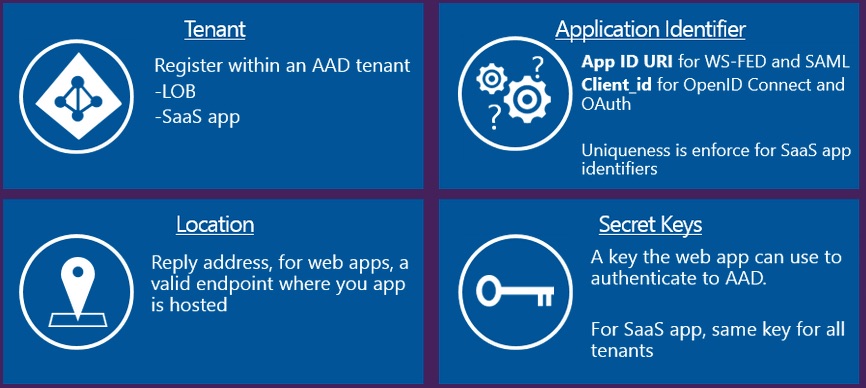 Tenant
Register within an AAD tenant
-LOB
-SaaS app
Application Identifier
App ID URI for WS-FED and SAML
Client_id for OpenID Connect and
OAuth
? ?
Uniqueness is enforce for SaaS app
identifiers
Location
Reply address, for web apps, a
valid endpoint where you app
is hosted
Secret Keys
A key the web app can use to
authenticate to AAD.
For SaaS app, same key for all
tenants